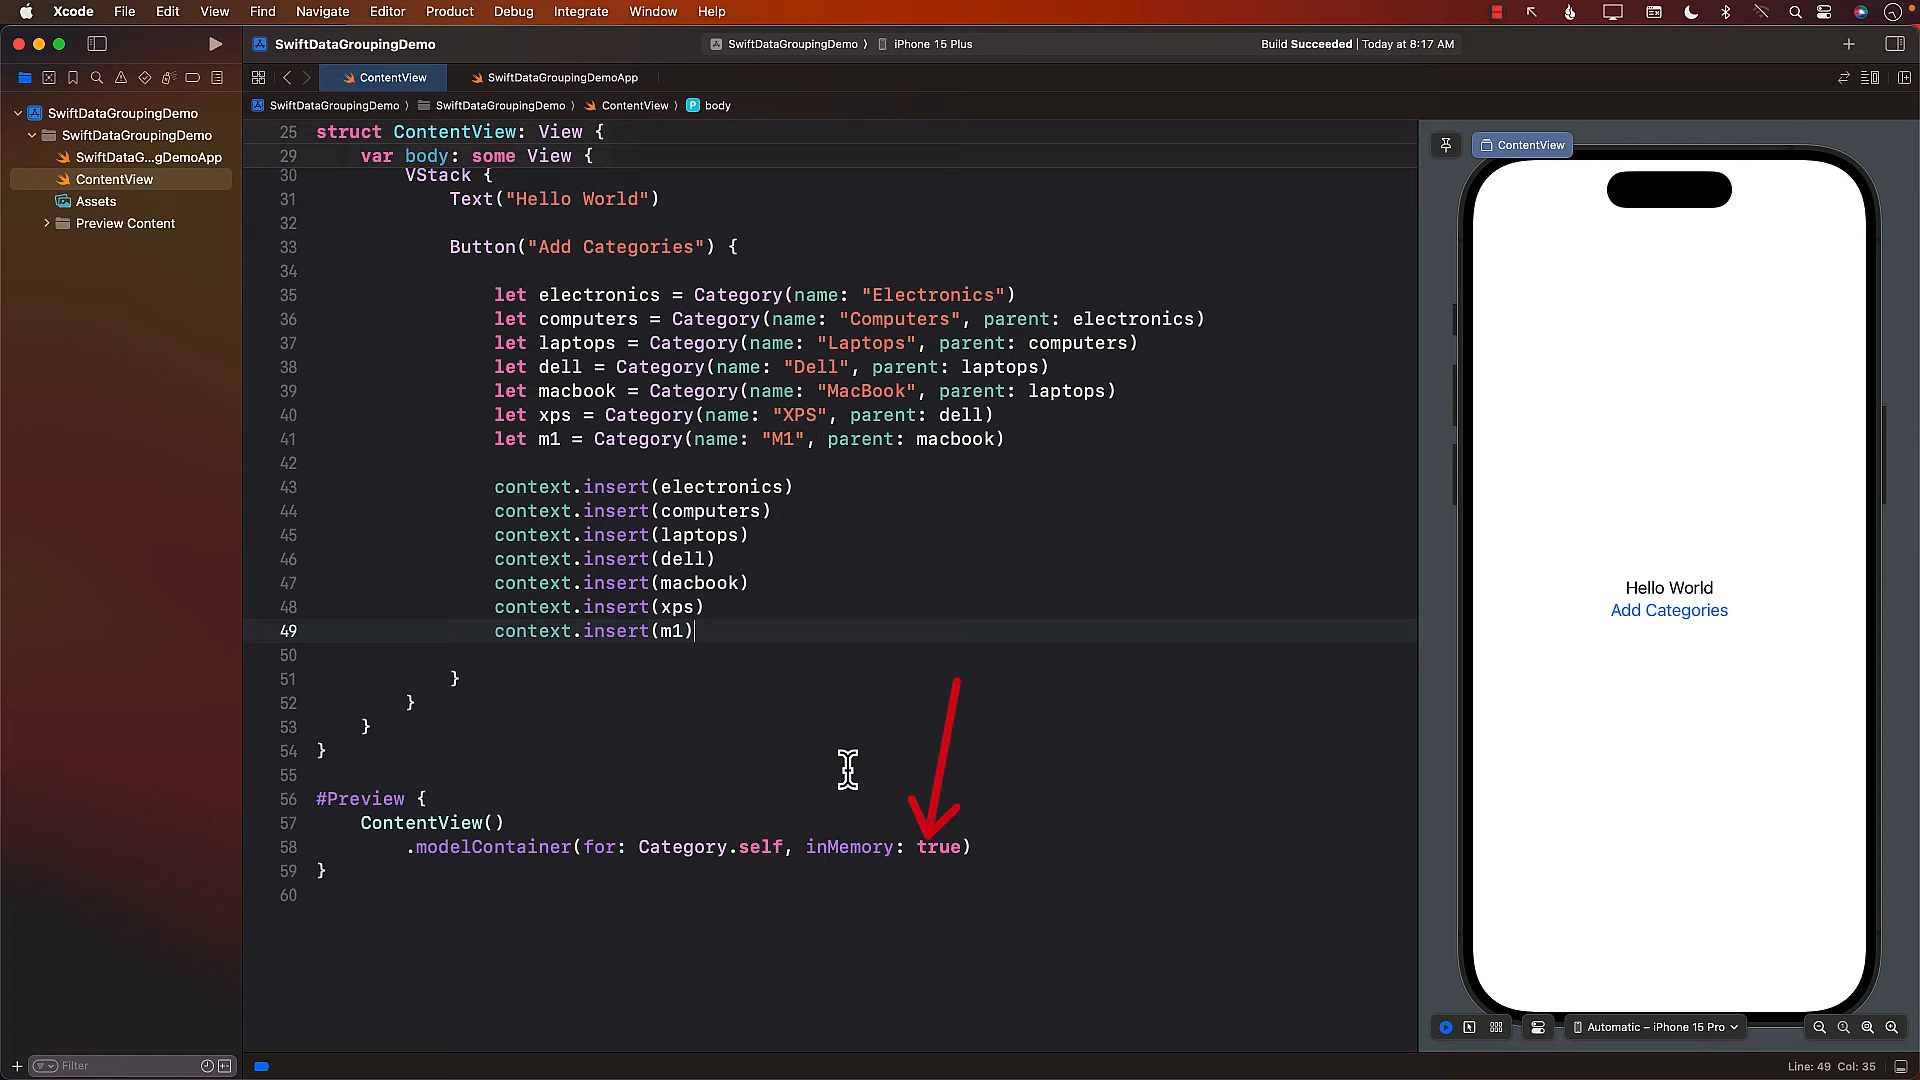 Xcode File Edit View Find Navigate Editor Product Debug Integrate Window Help
SwiftDataGroupingDemo
SwiftDataGroupingDemo ⟩ iPhone 15 Plus
Build Succeeded | Today at 8:17 AM
ContentView
SwiftDataGroupingDemoApp
SwiftDataGroupingDemo ⟩ SwiftDataGroupingDemo ⟩ ContentView ⟩ P body
SwiftDataGroupingDemo
SwiftDataGroupingDemo
SwiftDataG...gDemoApp
ContentView
Assets
Preview Content
25 struct ContentView: View {
29 var body: some View {
30 VStack {
31 Text("Hello World")
32
33 Button("Add Categories") {
34
35 let electronics = Category(name: "Electronics")
36 let computers = Category(name: "Computers", parent: electronics)
37 let laptops = Category(name: "Laptops", parent: computers)
38 let dell = Category(name: "Dell", parent: laptops)
39 let macbook = Category(name: "MacBook", parent: laptops)
40 let xps = Category(name: "XPS", parent: dell)
41 let m1 = Category(name: "M1", parent: macbook)
42
43 context.insert(electronics)
44 context.insert(computers)
45 context.insert(laptops)
46 context.insert(dell)
47 context.insert(macbook)
48 context.insert(xps)
49 context.insert(m1)
50
51 }
52 }
53 }
54 }
55
56 #Preview {
57 ContentView()
58 .modelContainer(for: Category.self, inMemory: true)
59 }
60
ContentView
Hello World
Add Categories
Automatic – iPhone 15 Pro
Filter
Line: 49 Col: 35